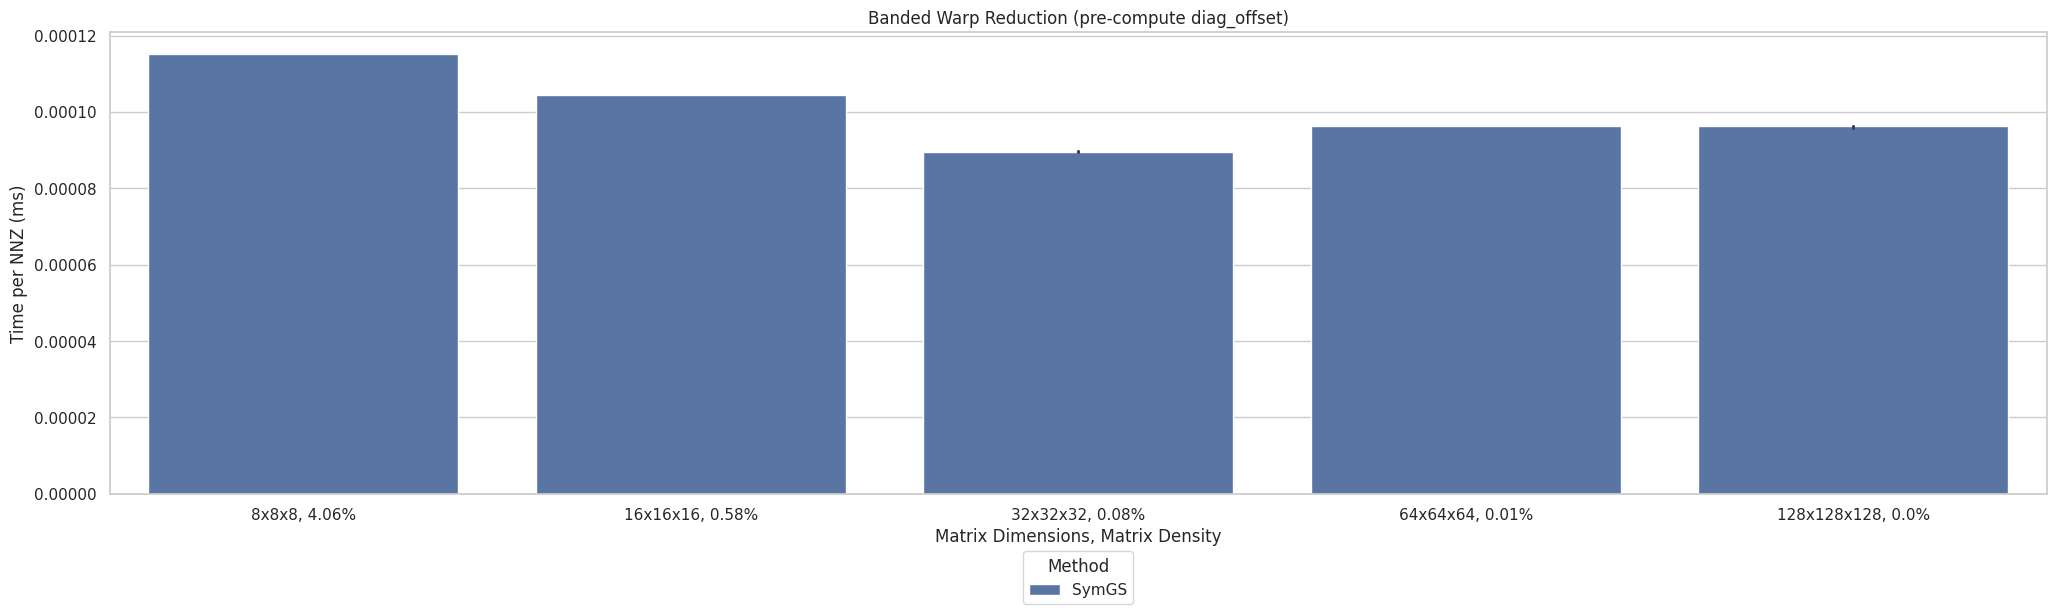 Banded Warp Reduction (pre-compute diag_offset)
0.00012
0.00010
0.00008
0.00006
0.00004
0.00002
0.00000
Time per NNZ (ms)
8x8x8, 4.06%
16x16x16, 0.58%
32x32x32, 0.08%
64x64x64, 0.01%
128x128x128, 0.0%
Matrix Dimensions, Matrix Density
Method
SymGS